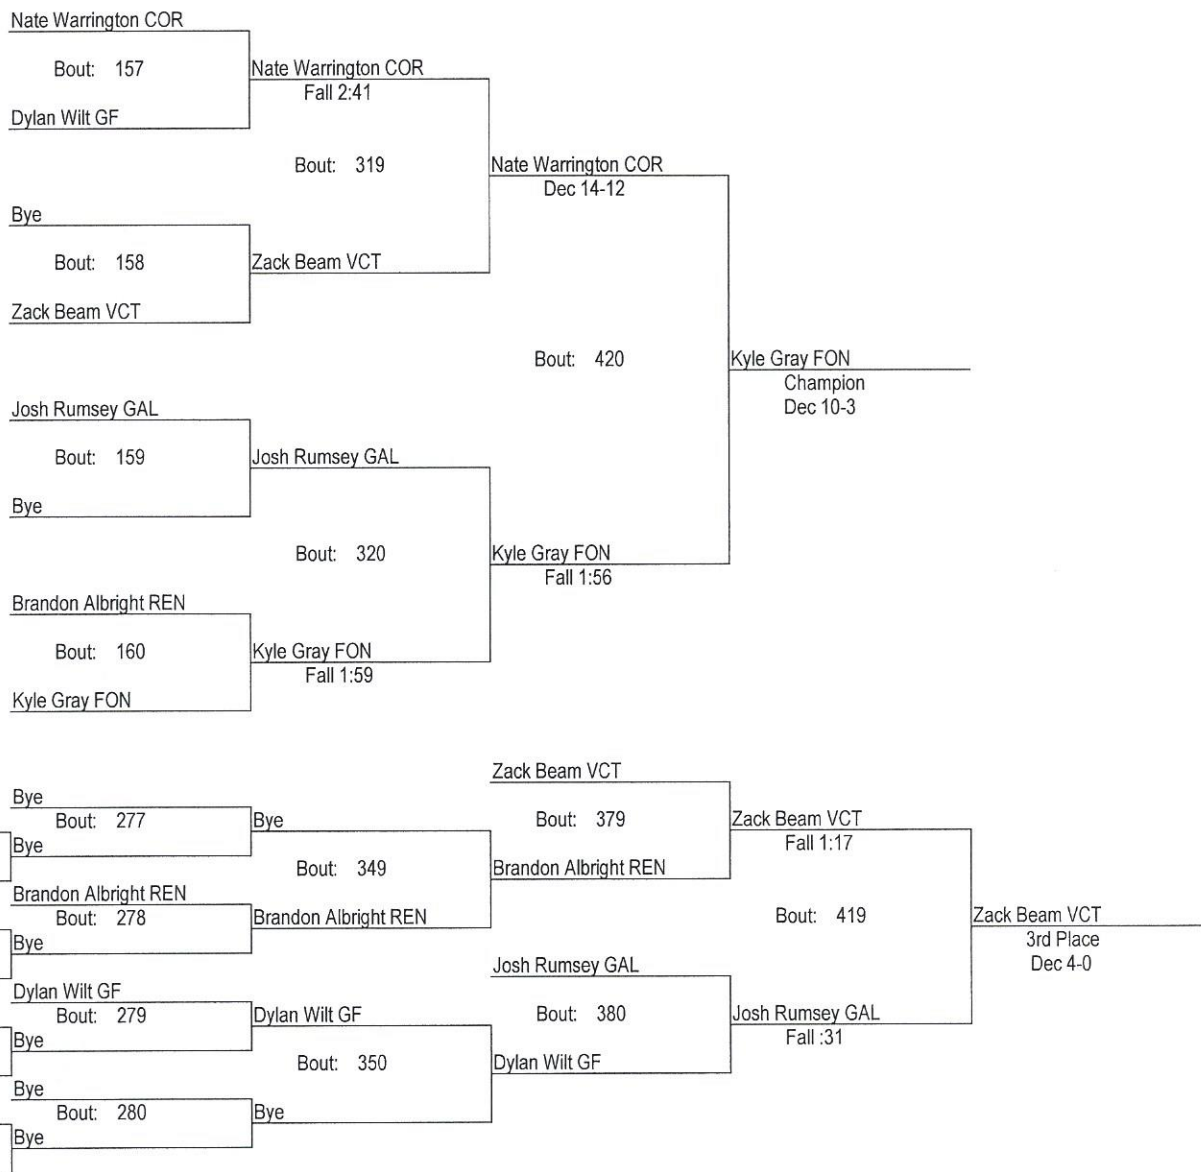 Nate Warrington COR
Bout: 157
Nate Warrington COR
Fall 2:41
Dylan Wilt GF
Bout: 319
Nate Warrington COR
Dec 14-12
Bye
Bout: 158
Zack Beam VCT
Zack Beam VCT
Bout: 420
Kyle Gray FON
Champion
Dec 10-3
Josh Rumsey GAL
Bout: 159
Josh Rumsey GAL
Bye
Bout: 320
Kyle Gray FON
Fall 1:56
Brandon Albright REN
Bout: 160
Kyle Gray FON
Fall 1:59
Kyle Gray FON
Zack Beam VCT
Bye
Bout: 277
Bye
Bout: 379
Zack Beam VCT
Fall 1:17
Bye
Bout: 349
Brandon Albright REN
Brandon Albright REN
Bout: 278
Brandon Albright REN
Bout: 419
Zack Beam VCT
3rd Place
Dec 4-0
Bye
Josh Rumsey GAL
Dylan Wilt GF
Bout: 279
Dylan Wilt GF
Bout: 380
Josh Rumsey GAL
Fall :31
Bye
Bout: 350
Dylan Wilt GF
Bye
Bout: 280
Bye
Bye